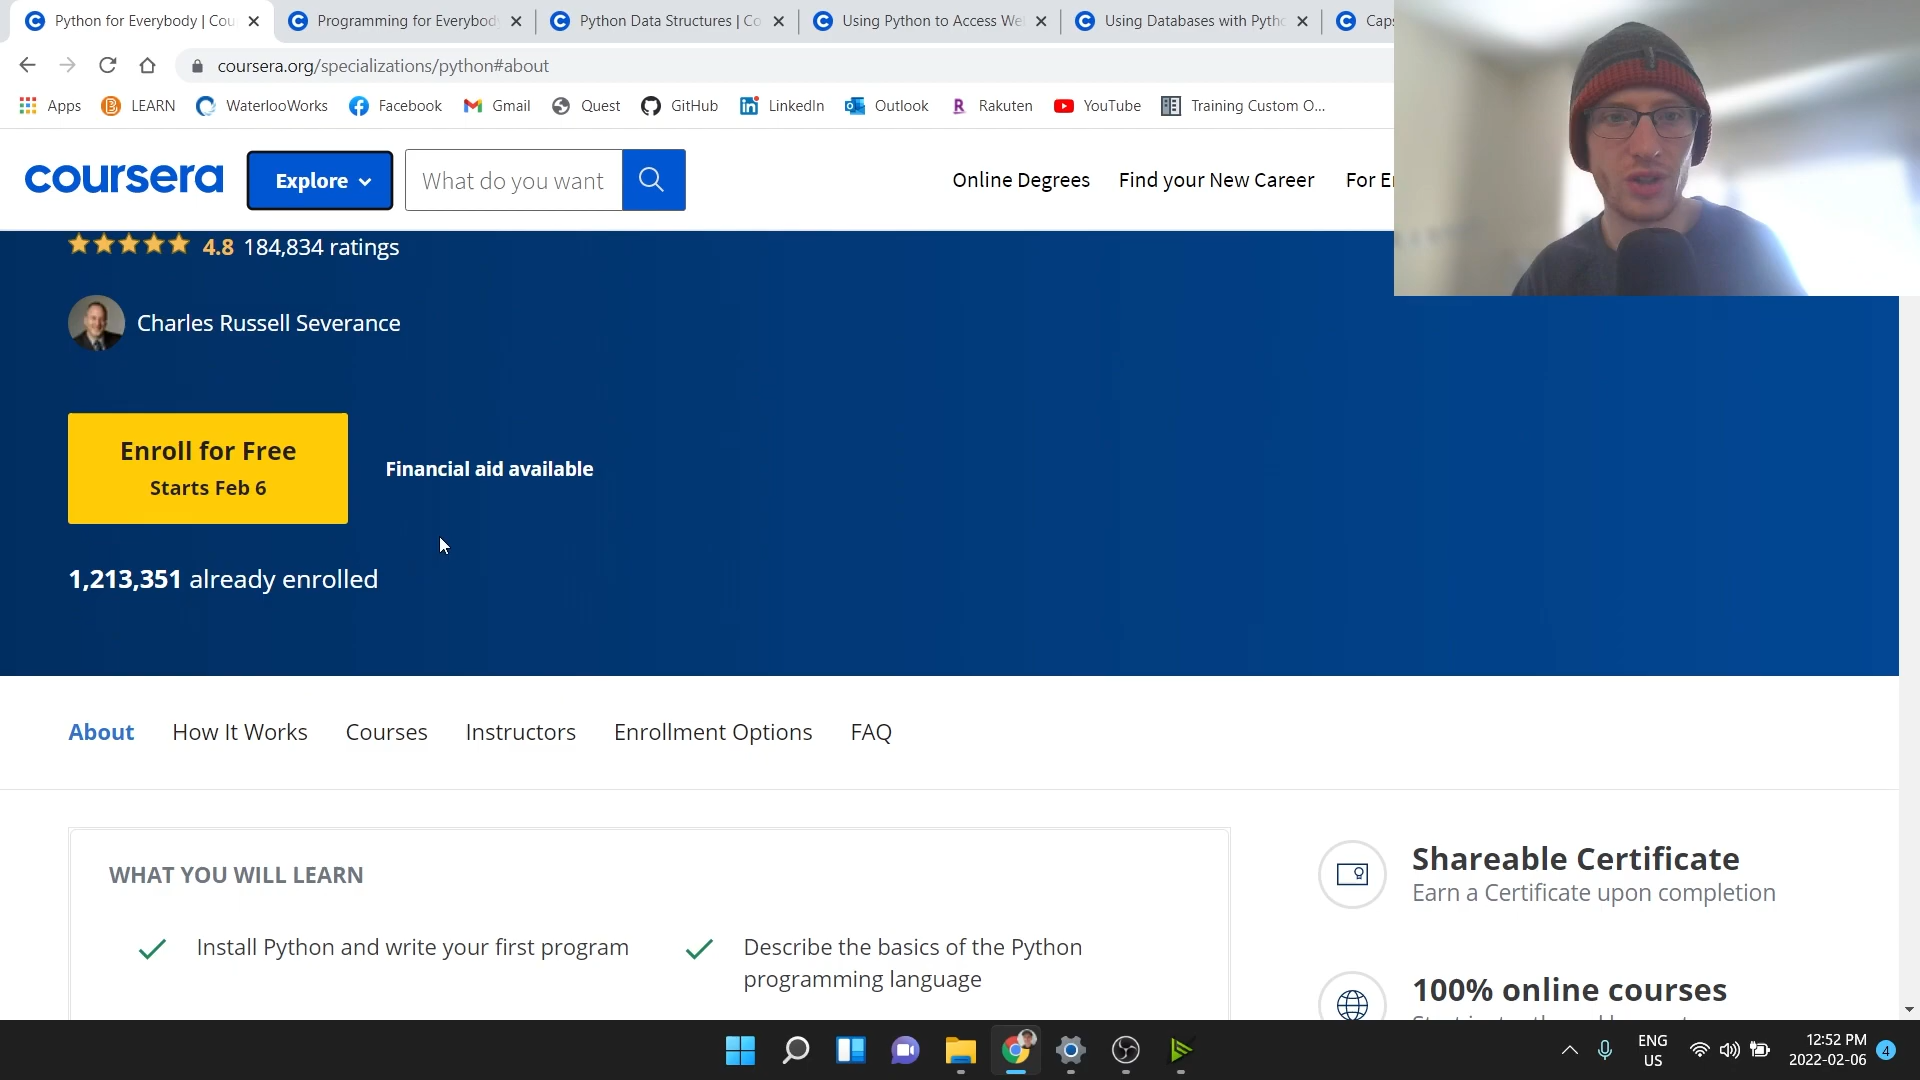 Python for Everybody | Cou
Programming for Everybod
Python Data Structures | Co
Using Python to Access We
Using Databases with Pytho
Caps
coursera.org/specializations/python#about
Apps
LEARN
WaterlooWorks
Facebook
Gmail
Quest
GitHub
LinkedIn
Outlook
Rakuten
YouTube
Training Custom O...
coursera
Explore
What do you want
Online Degrees
Find your New Career
For En
4.8 184,834 ratings
Charles Russell Severance
Enroll for Free
Starts Feb 6
Financial aid available
1,213,351 already enrolled
About
How It Works
Courses
Instructors
Enrollment Options
FAQ
WHAT YOU WILL LEARN
Install Python and write your first program
Describe the basics of the Python
programming language
Shareable Certificate
Earn a Certificate upon completion
100% online courses
ENG
US
12:52 PM
2022-02-06
4